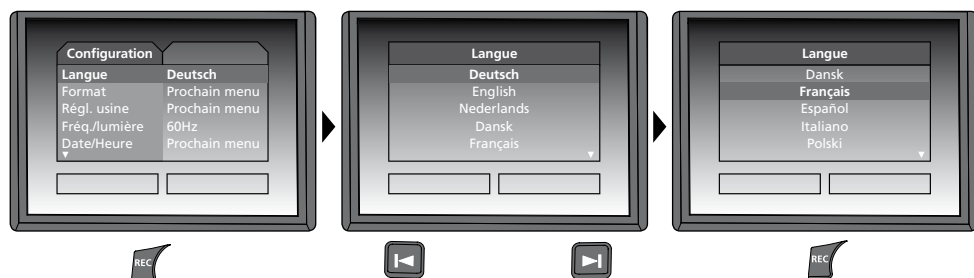 Configuration
Langue Deutsch
Format Prochain menu
Régl. usine Prochain menu
Fréq./lumière 60Hz
Date/Heure Prochain menu
Langue
Deutsch
English
Nederlands
Dansk
Français
Langue
Dansk
Français
Español
Italiano
Polski
REC
REC